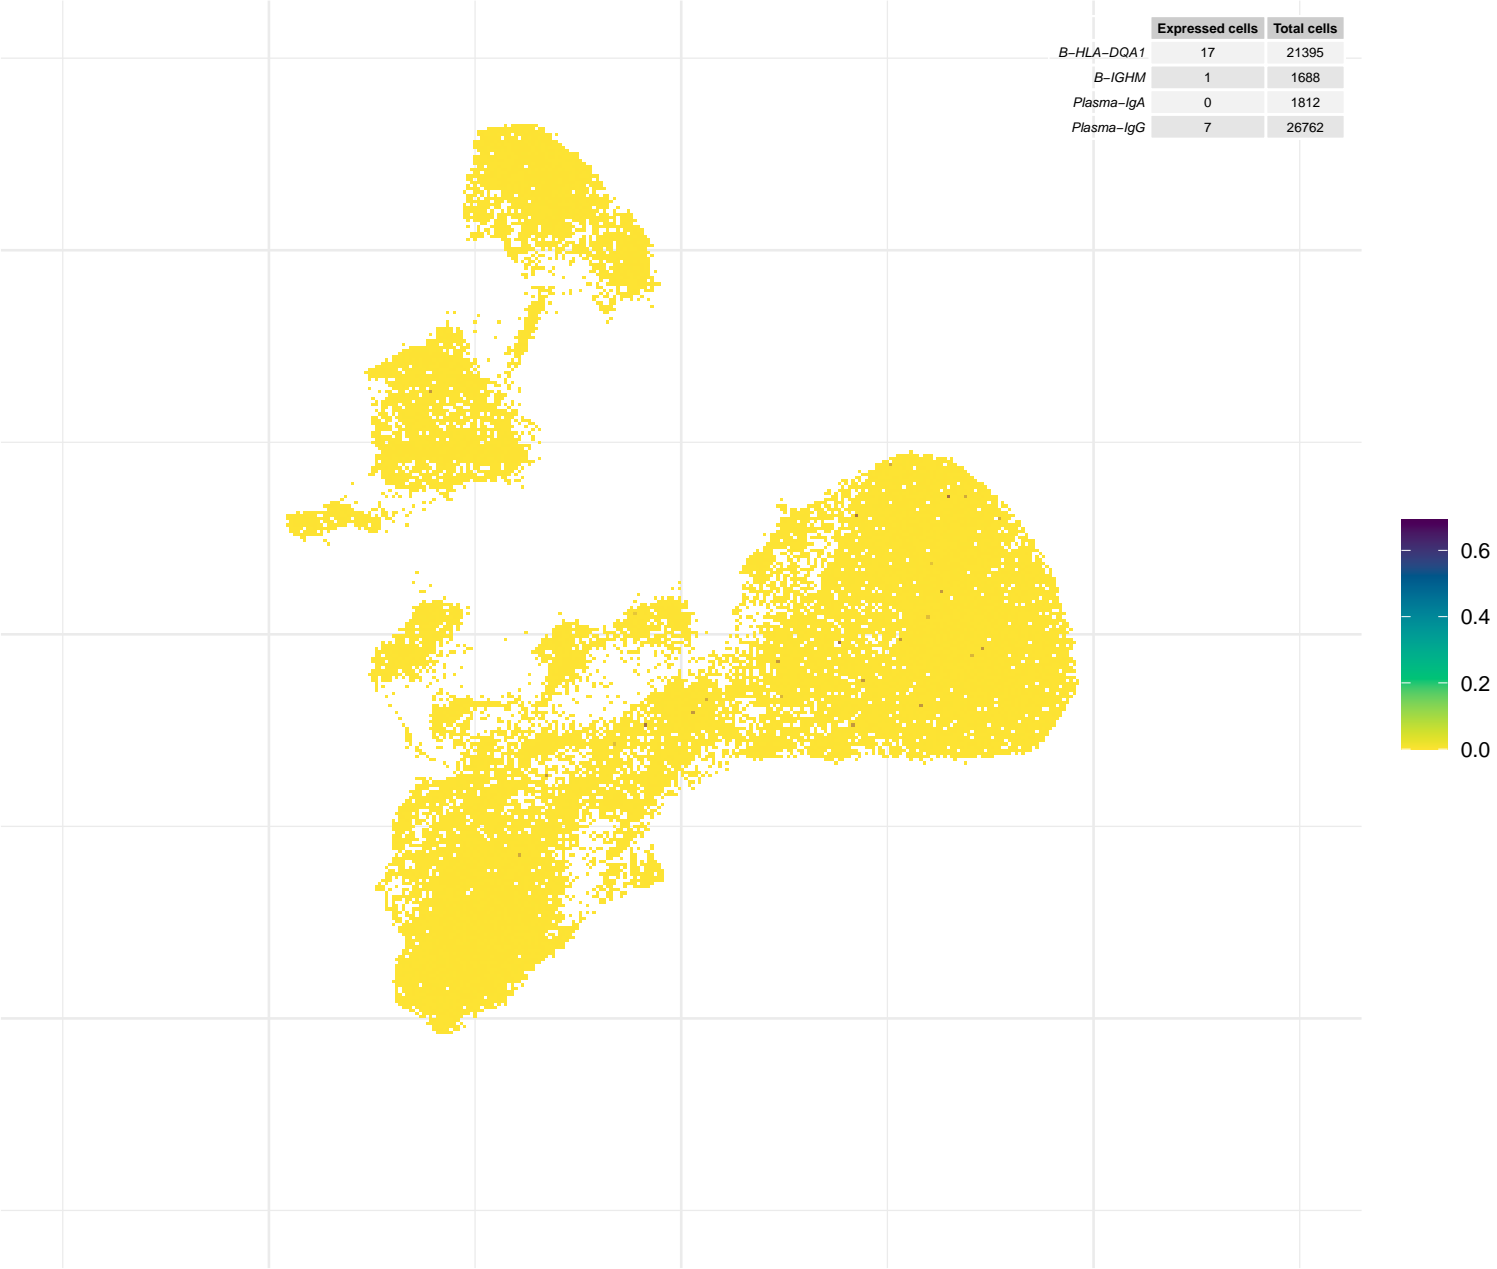 Expressed cells Total cells
B−HLA−DQA1 17 21395
B−IGHM 1 1688
Plasma−IgA 0 1812
Plasma−IgG 7 26762
0.6
0.4
0.2
0.0